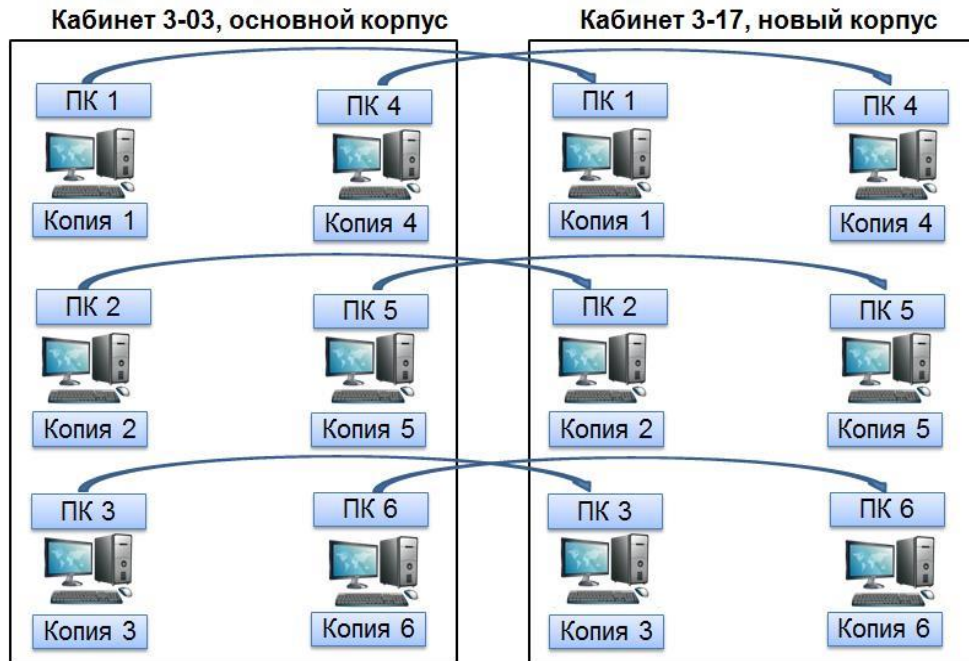 Кабинет 3-03, основной корпус
Кабинет 3-17, новый корпус
ПК 1
ПК 4
ПК 1
ПК 4
Копия 1
Копия 4
Копия 1
Копия 4
ПК 2
ПК 5
ПК 2
ПК 5
Копия 2
Копия 5
Копия 2
Копия 5
ПК 3
ПК 6
ПК 3
ПК 6
Копия 3
Копия 6
Копия 3
Копия 6